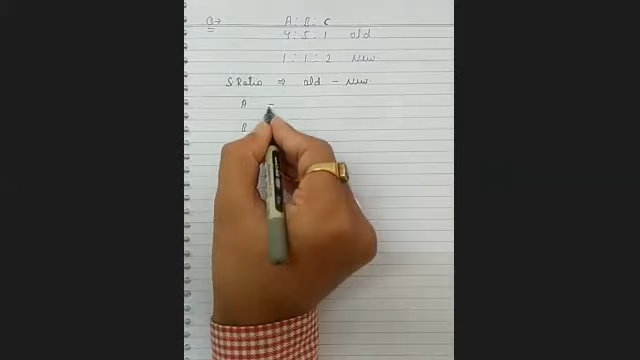 Q→ A : B : C
4 : 5 : 1 old
1 : 1 : 2 New
S.Ratio ⇒ old - New
A =
B